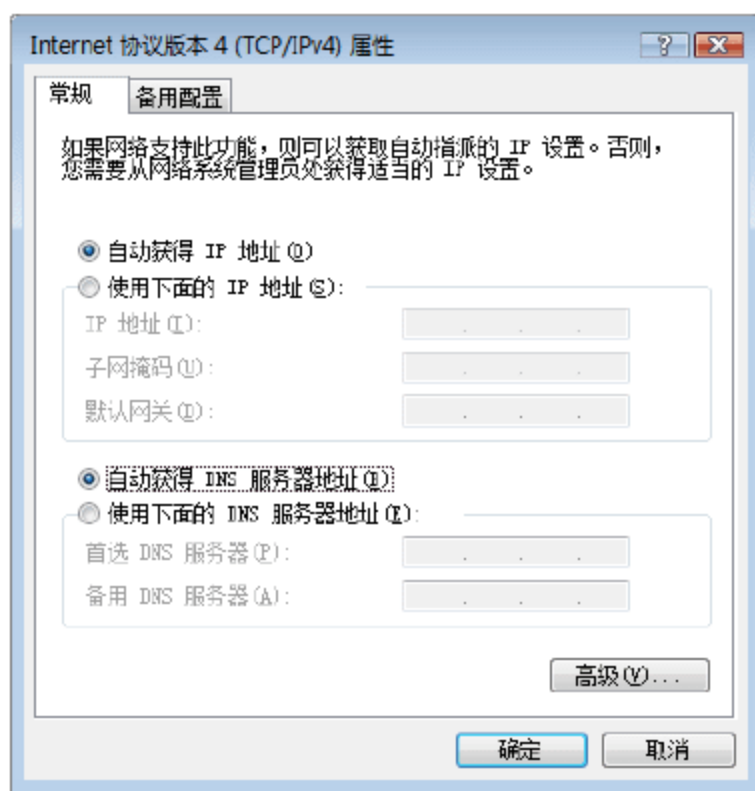 Internet 协议版本 4 (TCP/IPv4) 属性
常规
备用配置
如果网络支持此功能，则可以获取自动指派的 IP 设置。否则，
您需要从网络系统管理员处获得适当的 IP 设置。
自动获得 IP 地址(O)
使用下面的 IP 地址(S):
IP 地址(I):
子网掩码(U):
默认网关(D):
自动获得 DNS 服务器地址(B)
使用下面的 DNS 服务器地址(E):
首选 DNS 服务器(P):
备用 DNS 服务器(A):
高级(V)...
确定
取消